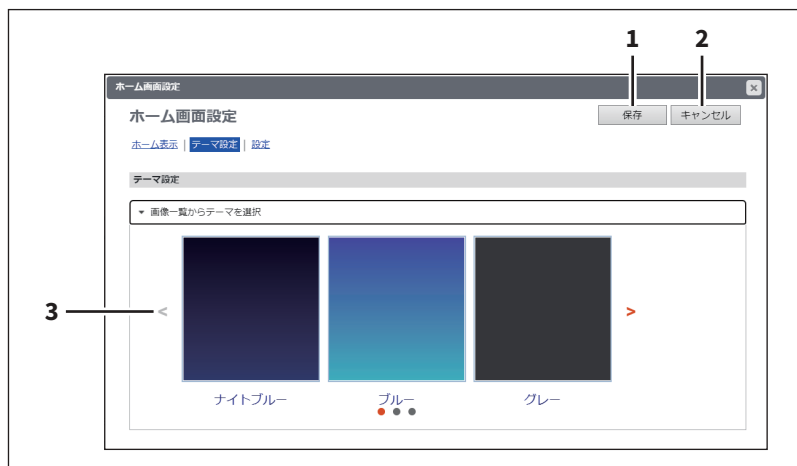 1 2
ホーム画面設定
ホーム画面設定 保存 キャンセル
ホーム表示 | テーマ設定 | 設定
テーマ設定
▼ 画像一覧からテーマを選択
3 < >
ナイトブルー ブルー グレー